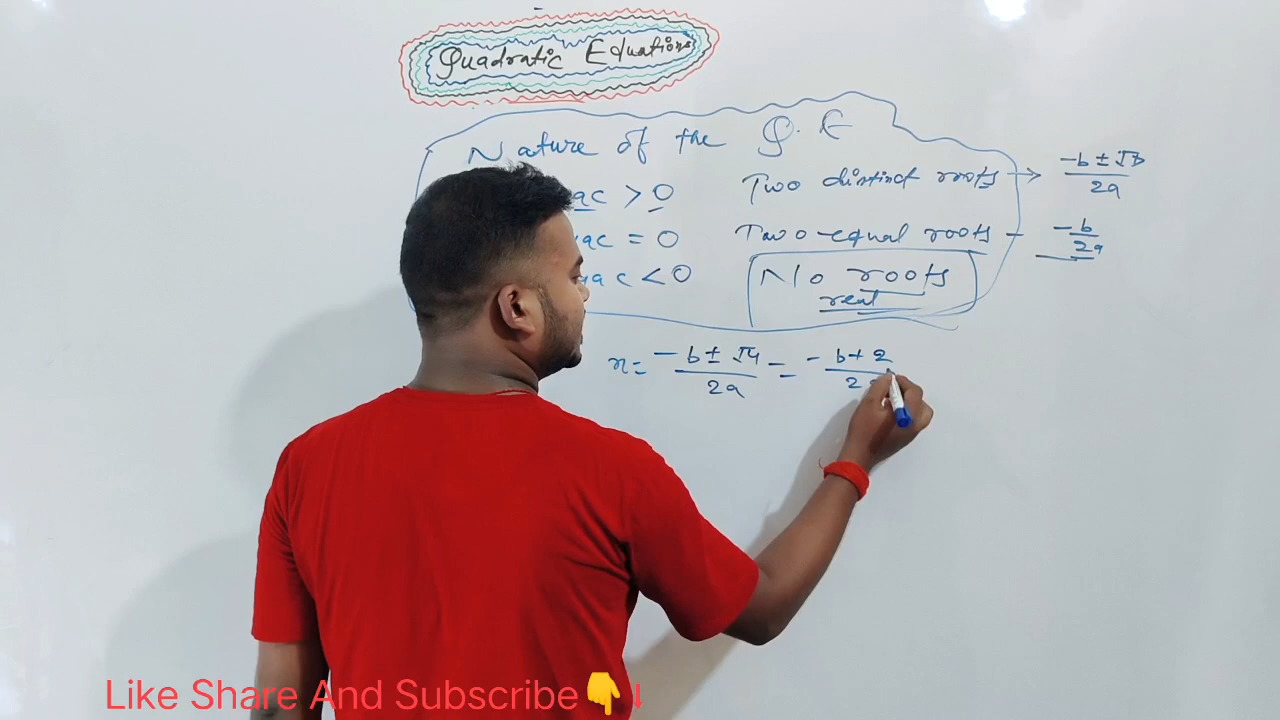 Quadratic Equations
Nature of the Q.E
ac > 0 Two distinct roots → -b ± √D / 2a
ac = 0 Two equal roots - -b / 2a
ac < 0 No roots
real
x = -b ± √4 / 2a = -b + 2 / 2
Like Share And Subscribe👇↓